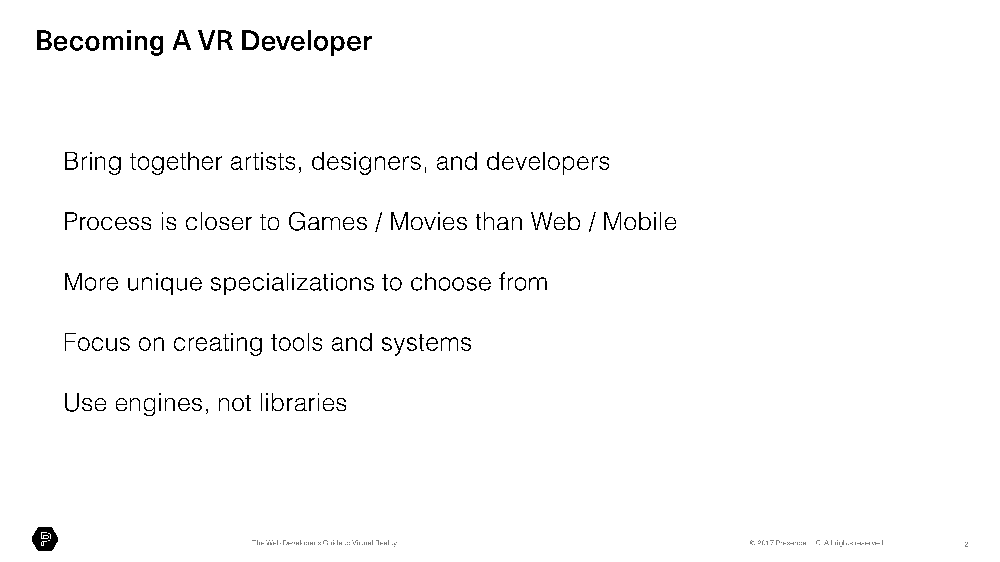 Becoming A VR Developer
Bring together artists, designers, and developers
Process is closer to Games / Movies than Web / Mobile
More unique specializations to choose from
Focus on creating tools and systems
Use engines, not libraries
P
The Web Developer's Guide to Virtual Reality
© 2017 Presence LLC. All rights reserved.
2